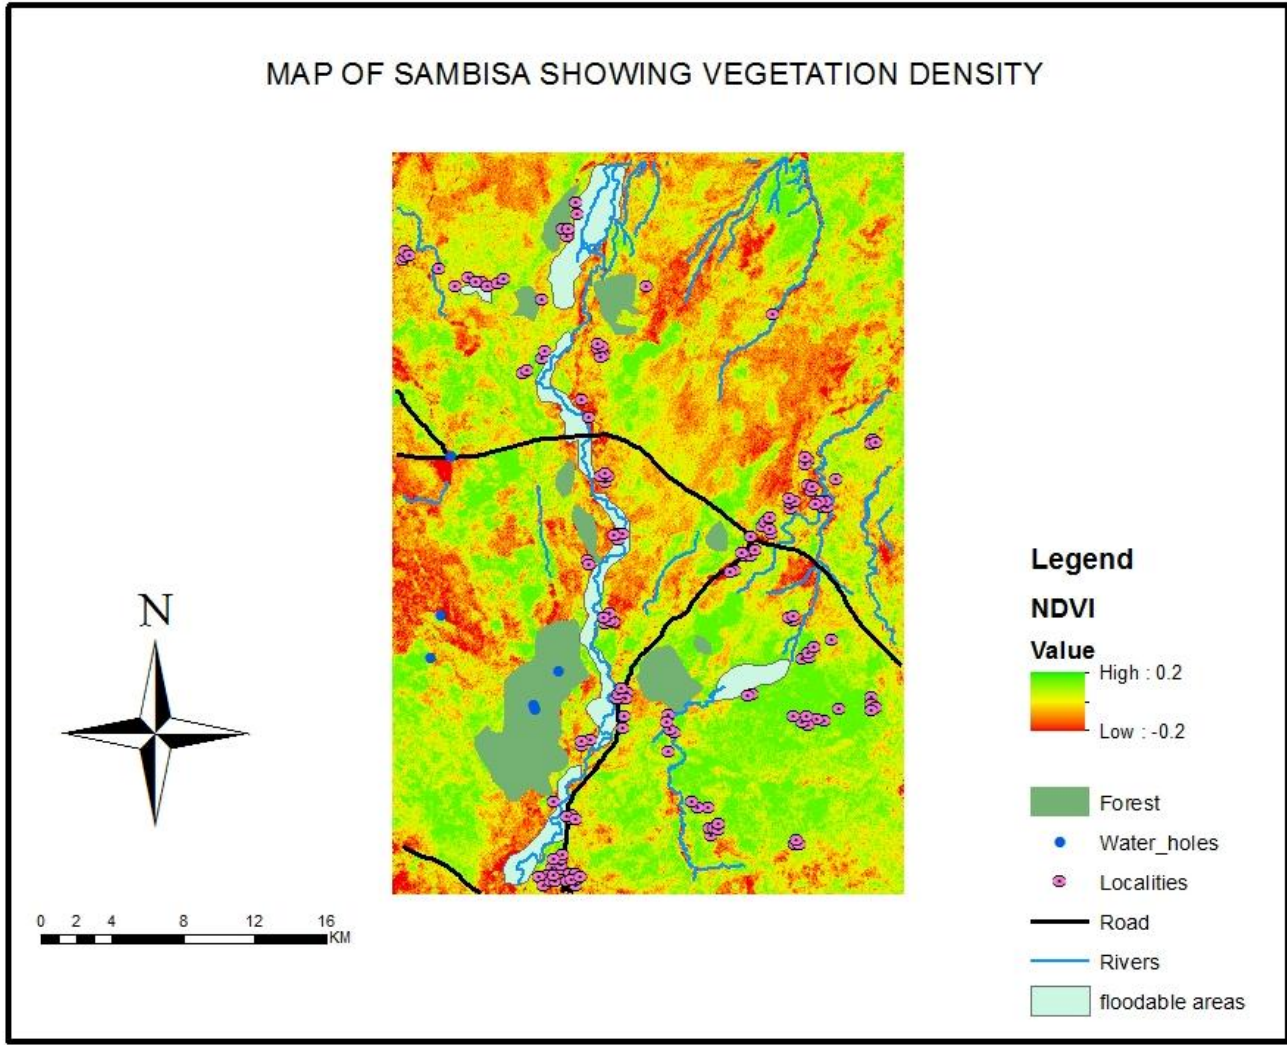 MAP OF SAMBISA SHOWING VEGETATION DENSITY
N
0 2 4 8 12 16
KM
Legend
NDVI
Value
High : 0.2
Low : -0.2
Forest
Water_holes
Localities
Road
Rivers
floodable areas